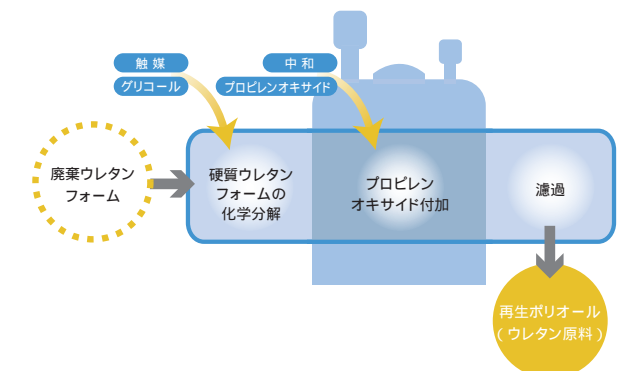 触媒
グリコール
中和
プロピレンオキサイド
廃棄ウレタン
フォーム
硬質ウレタン
フォームの
化学分解
プロピレン
オキサイド付加
濾過
再生ポリオール
(ウレタン原料)